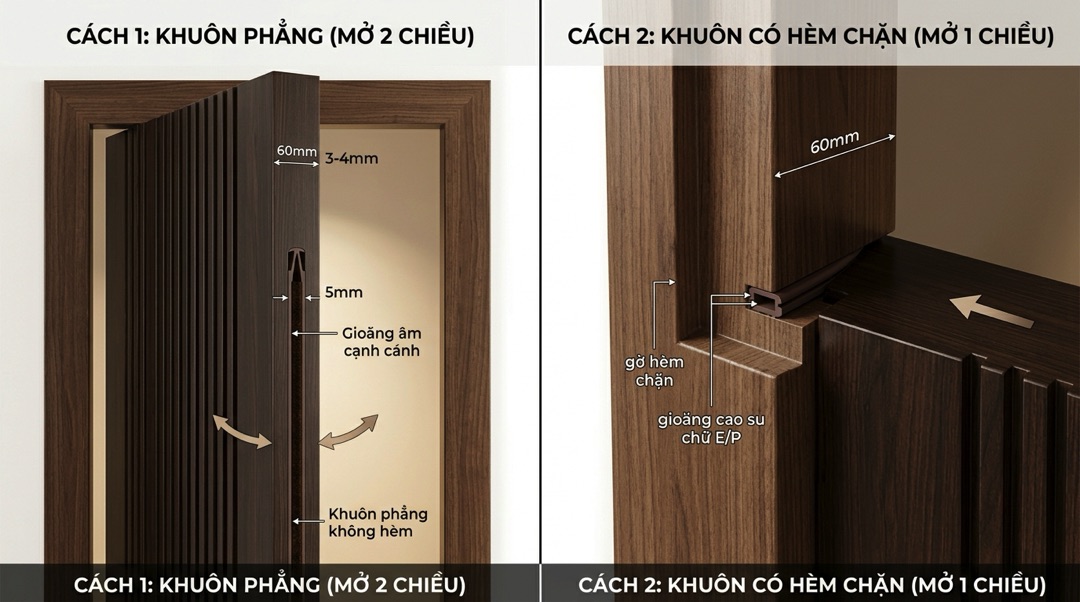 CÁCH 1: KHUÔN PHẲNG (MỞ 2 CHIỀU)
60mm
3-4mm
5mm
Gioăng âm
cạnh cánh
Khuôn phẳng
không hèm
CÁCH 1: KHUÔN PHẲNG (MỞ 2 CHIỀU)
CÁCH 2: KHUÔN CÓ HÈM CHẶN (MỞ 1 CHIỀU)
60mm
gờ hèm
chặn
gioăng cao su
chữ E/P
CÁCH 2: KHUÔN CÓ HÈM CHẶN (MỞ 1 CHIỀU)